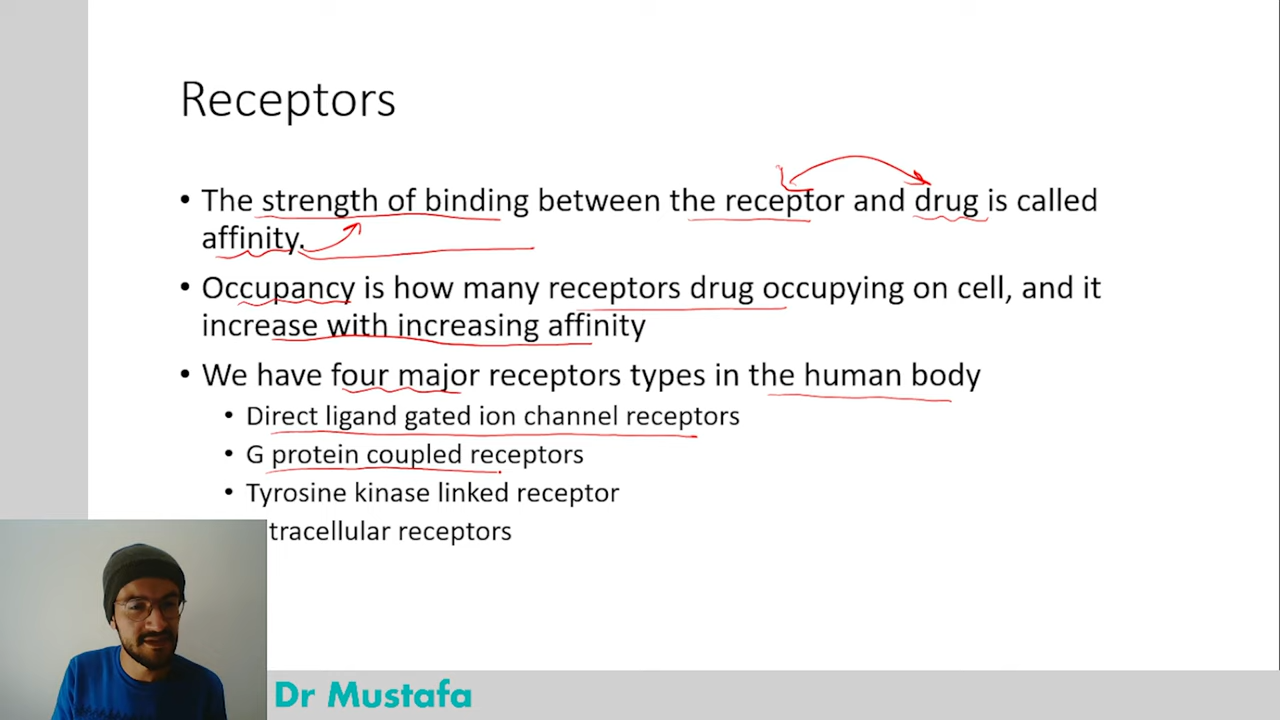 Receptors
• The strength of binding between the receptor and drug is called
affinity.
• Occupancy is how many receptors drug occupying on cell, and it
increase with increasing affinity
• We have four major receptors types in the human body
• Direct ligand gated ion channel receptors
• G protein coupled receptors
• Tyrosine kinase linked receptor
tracellular receptors
Dr Mustafa